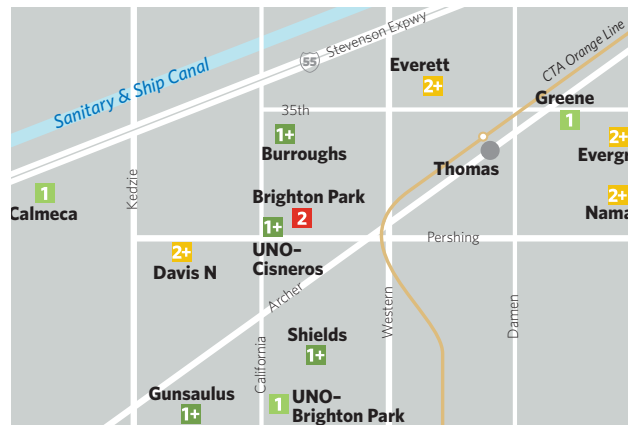 Stevenson Expwy
55
Sanitary & Ship Canal
CTA Orange Line
Everett
2+
Greene
1
35th
1+
Burroughs
2+
Evergr
Thomas
Kedzie
1
Calmeca
Brighton Park
2
1+
UNO–
Cisneros
2+
Nama
Pershing
2+
Davis N
Archer
Western
Damen
California
Shields
1+
Gunsaulus
1+
1
UNO–
Brighton Park